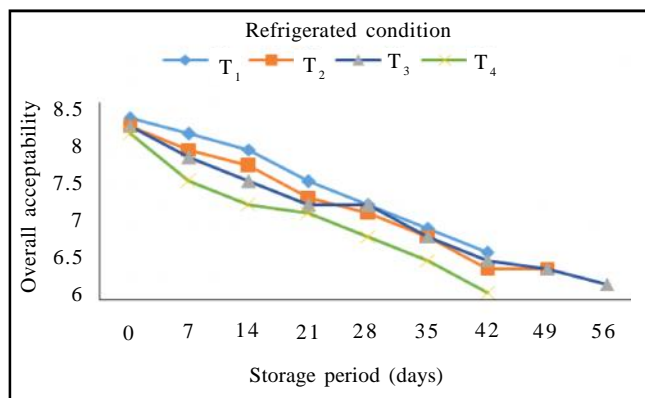 Refrigerated condition
T1 T2 T3 T4
Overall acceptability
8.5
8
7.5
7
6.5
6
0 7 14 21 28 35 42 49 56
Storage period (days)